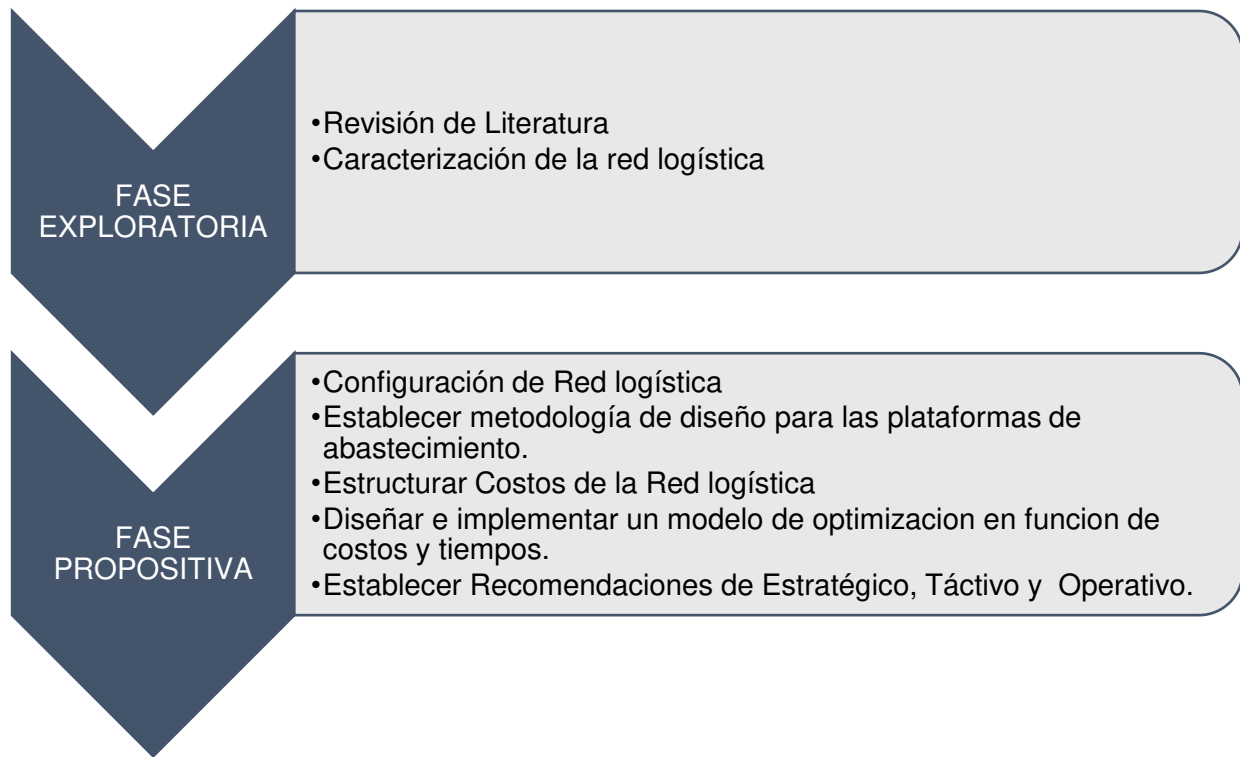 FASE
EXPLORATORIA
•Revisión de Literatura
•Caracterización de la red logística
FASE
PROPOSITIVA
•Configuración de Red logística
•Establecer metodología de diseño para las plataformas de
abastecimiento.
•Estructurar Costos de la Red logística
•Diseñar e implementar un modelo de optimizacion en funcion de
costos y tiempos.
•Establecer Recomendaciones de Estratégico, Táctivo y Operativo.